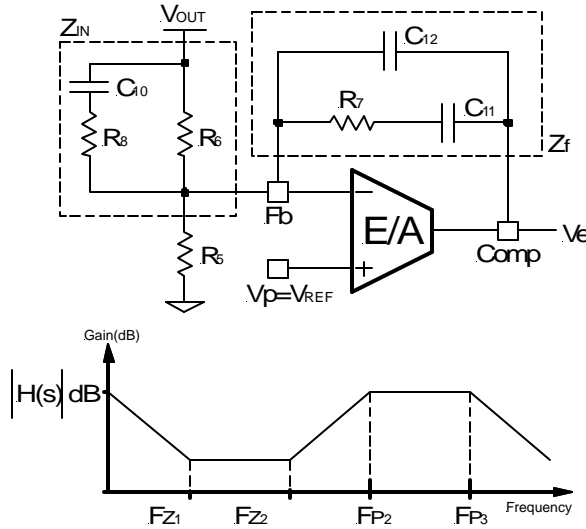 VOUT
ZIN
C12
C10
R7
C11
R8
R6
Zf
Fb
E/A
Ve
R5
Comp
Vp=VREF
Gain(dB)
|H(s)| dB
FZ1
FZ2
FP2
FP3
Frequency